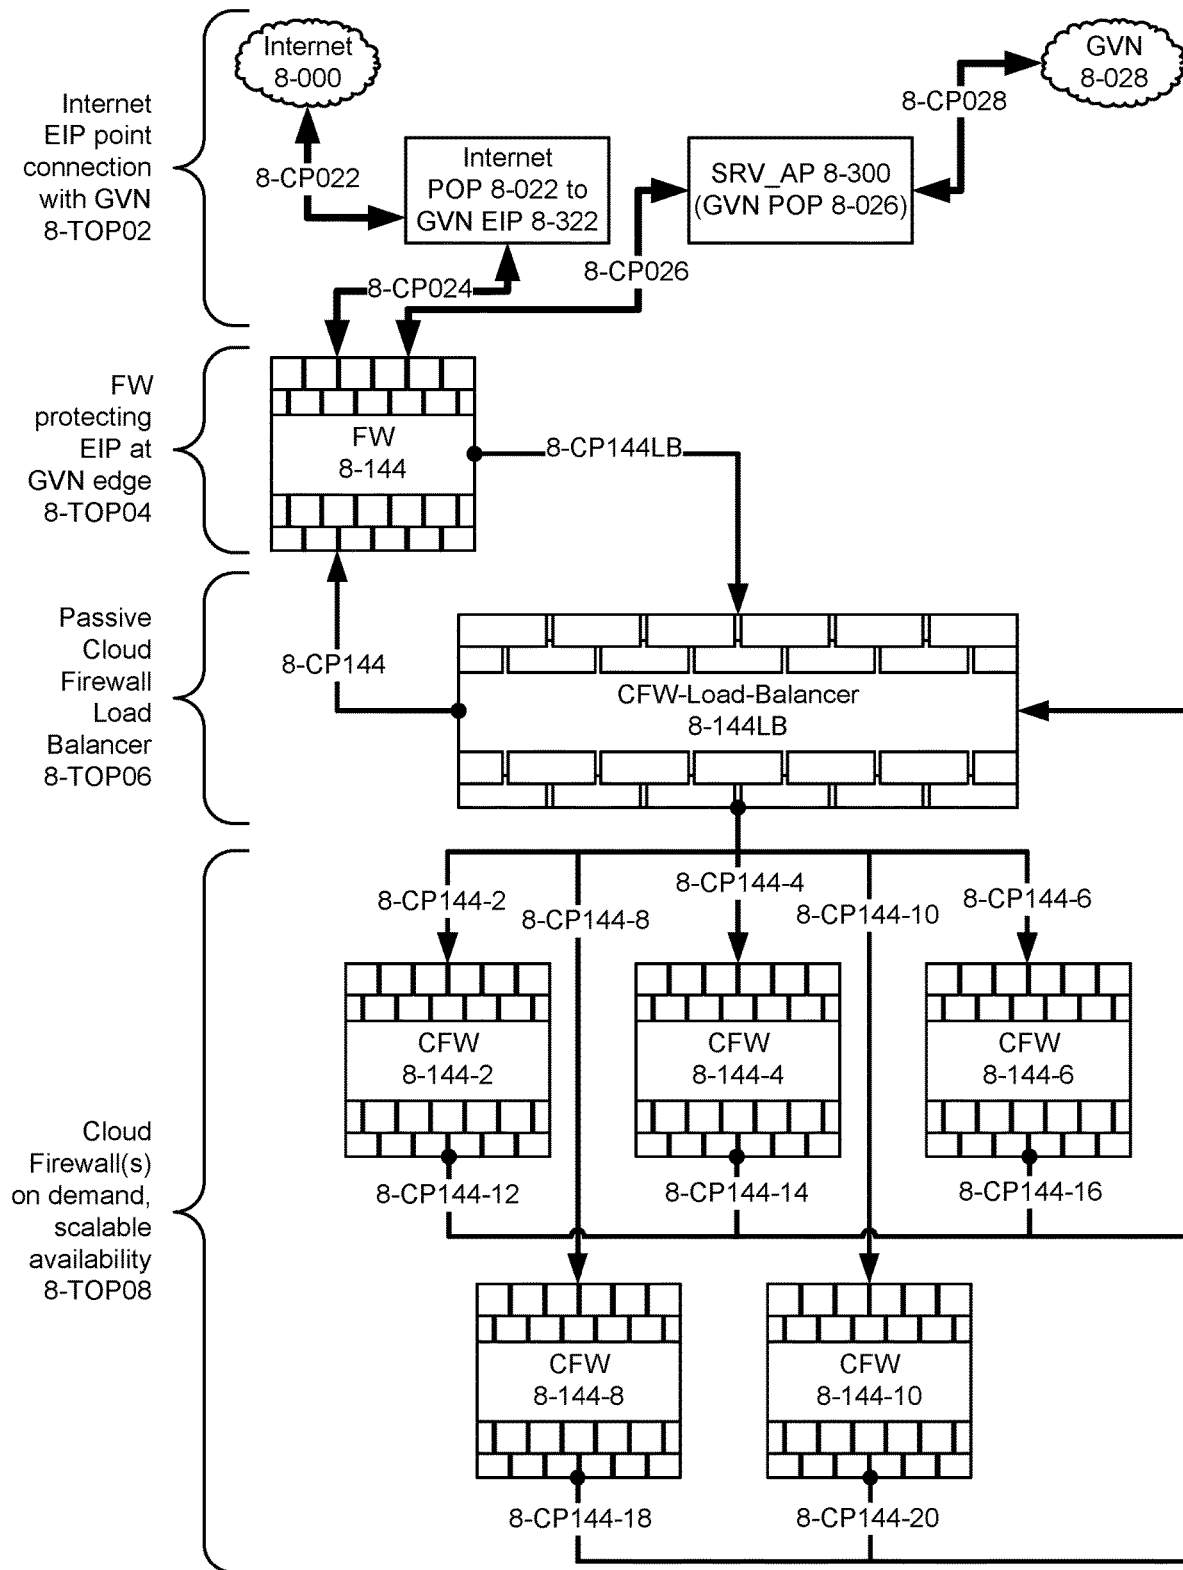 Internet
8-000
GVN
8-028
8-CP028
Internet
EIP point
connection
with GVN
8-TOP02
8-CP022
Internet
POP 8-022 to
GVN EIP 8-322
SRV_AP 8-300
(GVN POP 8-026)
8-CP026
8-CP024
FW
protecting
EIP at
GVN edge
8-TOP04
FW
8-144
8-CP144LB
Passive
Cloud
Firewall
Load
Balancer
8-TOP06
8-CP144
CFW-Load-Balancer
8-144LB
8-CP144-2
8-CP144-8
8-CP144-4
8-CP144-10
8-CP144-6
CFW
8-144-2
CFW
8-144-4
CFW
8-144-6
Cloud
Firewall(s)
on demand,
scalable
availability
8-TOP08
8-CP144-12
8-CP144-14
8-CP144-16
CFW
8-144-8
CFW
8-144-10
8-CP144-18
8-CP144-20